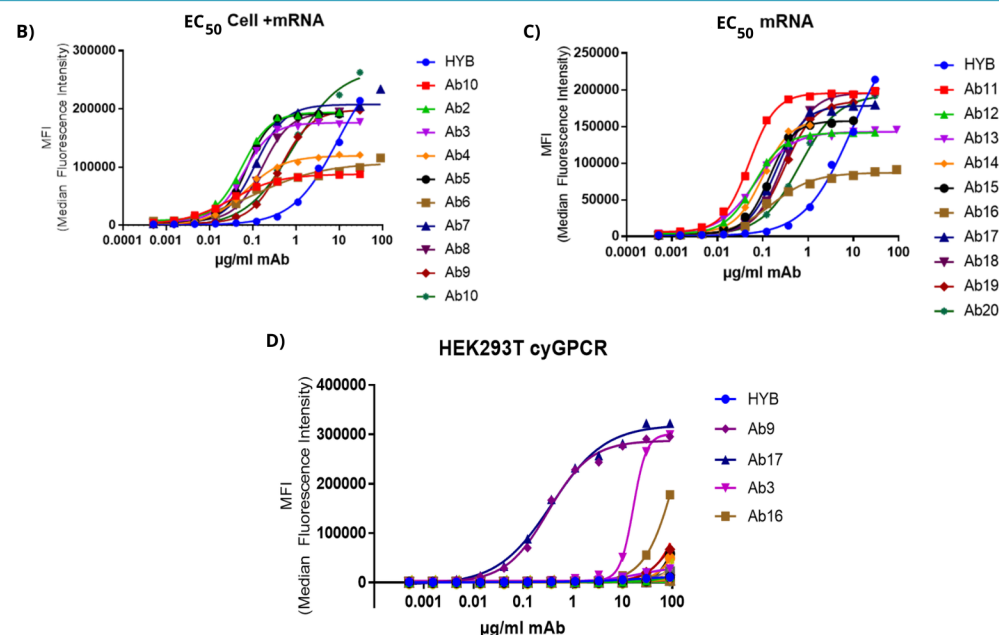 B)
EC50 Cell +mRNA
MFI
(Median Fluorescence Intensity)
300000
200000
100000
0
0.0001 0.001 0.01 0.1 1 10 100
µg/ml mAb
HYB
Ab10
Ab2
Ab3
Ab4
Ab5
Ab6
Ab7
Ab8
Ab9
Ab10
C)
EC50 mRNA
MFI
(Median Fluorescence Intensity)
250000
200000
150000
100000
50000
0
0.0001 0.001 0.01 0.1 1 10 100
µg/ml mAb
HYB
Ab11
Ab12
Ab13
Ab14
Ab15
Ab16
Ab17
Ab18
Ab19
Ab20
D)
HEK293T cyGPCR
MFI
(Median Fluorescence Intensity)
400000
300000
200000
100000
0
0.001 0.01 0.1 1 10 100
µg/ml mAb
HYB
Ab9
Ab17
Ab3
Ab16